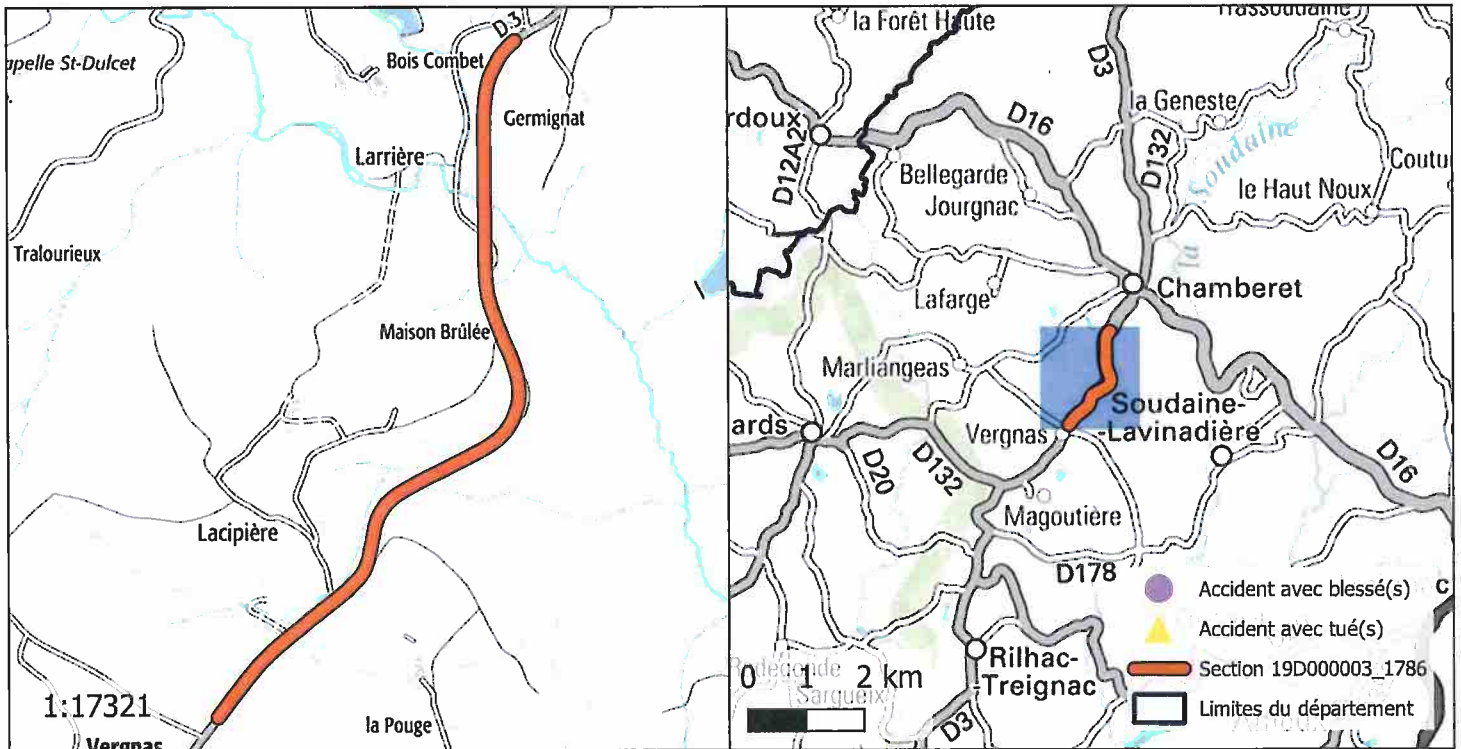 D.3
Bois Combet
apelle St-Dulcet
Germignat
Larrière
Tralourieux
Maison Brûlée
Lacipière
1:17321
la Pouge
Vergnas
la Forêt Haute
D3
rdoux
D12A2
D16
la Geneste
D132
Soudaine
la
Coutu
Bellegarde
Jourgnac
le Haut Noux
Lafarge
Chamberet
Marliangeas
Soudaine-
-Lavinadière
ards
Vergnas
D20
D132
D16
Magoutière
D178
Rilhac-
-Treignac
Sargueix
0 1 2 km
D3
Accident avec blessé(s)
C
Accident avec tué(s)
Section 19D000003_1786
Limites du département